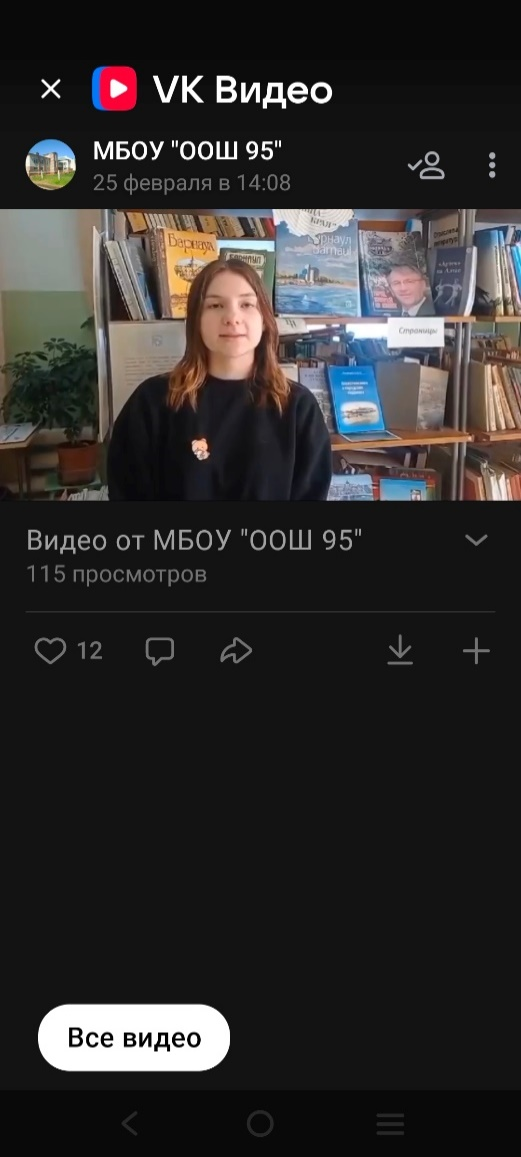 VK Видео
МБОУ "ООШ 95"
25 февраля в 14:08
Барнаул
Страницы
Видео от МБОУ "ООШ 95"
115 просмотров
12
Все видео